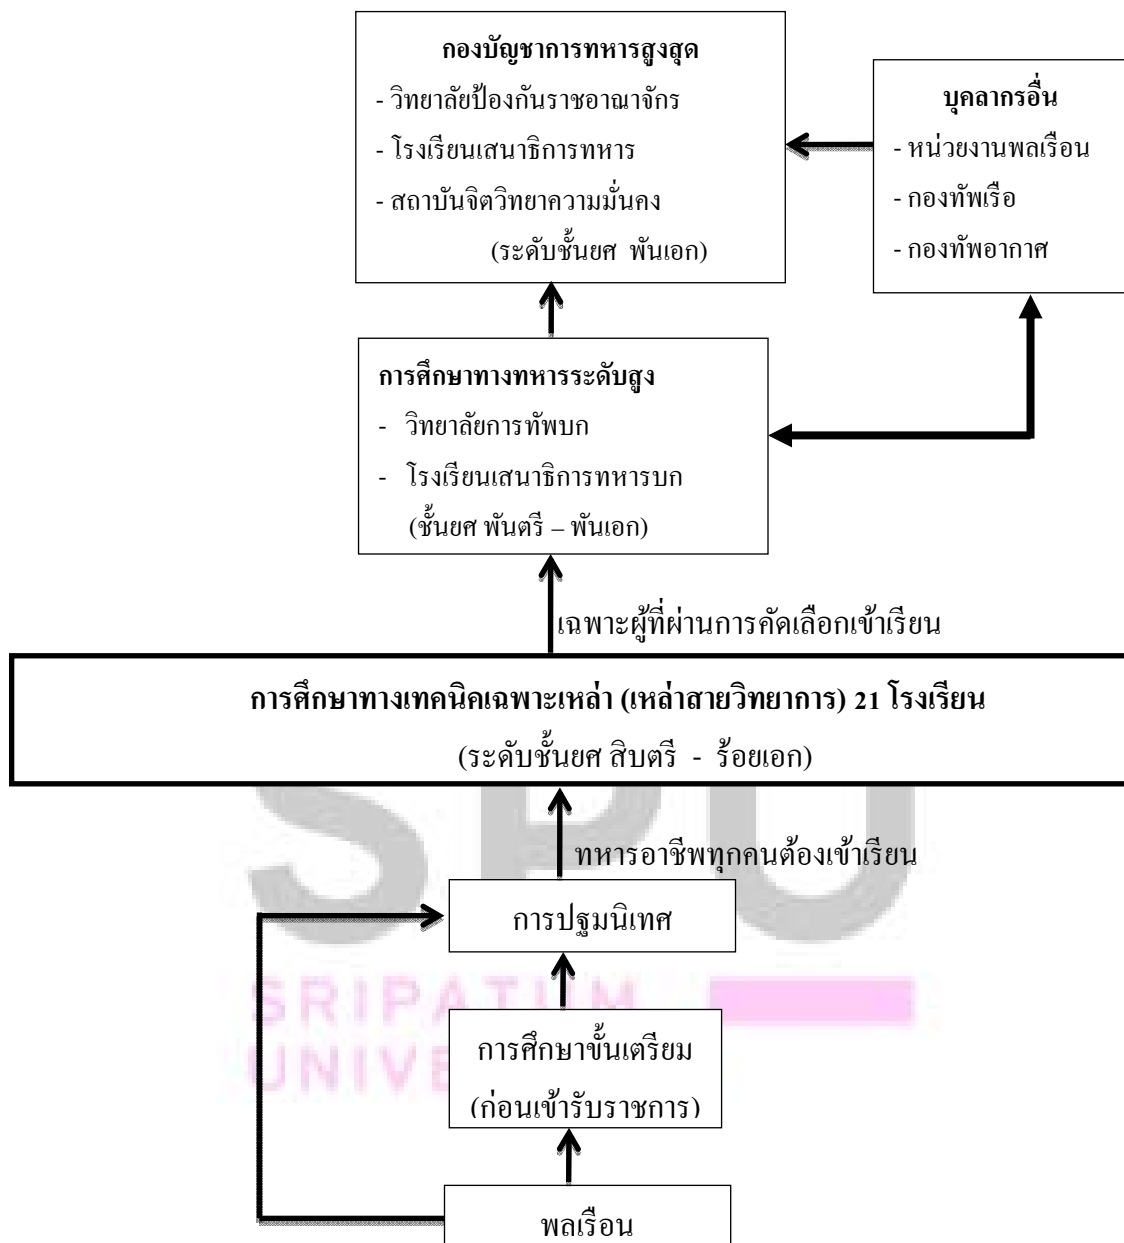 กองบัญชาการทหารสูงสุด
- วิทยาลัยป้องกันราชอาณาจักร
- โรงเรียนเสนาธิการทหาร
- สถาบันจิตวิทยาความมั่นคง
(ระดับชั้นยศ พันเอก)
บุคลากรอื่น
- หน่วยงานพลเรือน
- กองทัพเรือ
- กองทัพอากาศ
การศึกษาทางทหารระดับสูง
- วิทยาลัยการทัพบก
- โรงเรียนเสนาธิการทหารบก
(ชั้นยศ พันตรี – พันเอก)
เฉพาะผู้ที่ผ่านการคัดเลือกเข้าเรียน
การศึกษาทางเทคนิคเฉพาะเหล่า (เหล่าสายวิทยาการ) 21 โรงเรียน
(ระดับชั้นยศ สิบตรี - ร้อยเอก)
ทหารอาชีพทุกคนต้องเข้าเรียน
การปฐมนิเทศ
การศึกษาขั้นเตรียม
(ก่อนเข้ารับราชการ)
พลเรือน
SPU
SRIPATUM